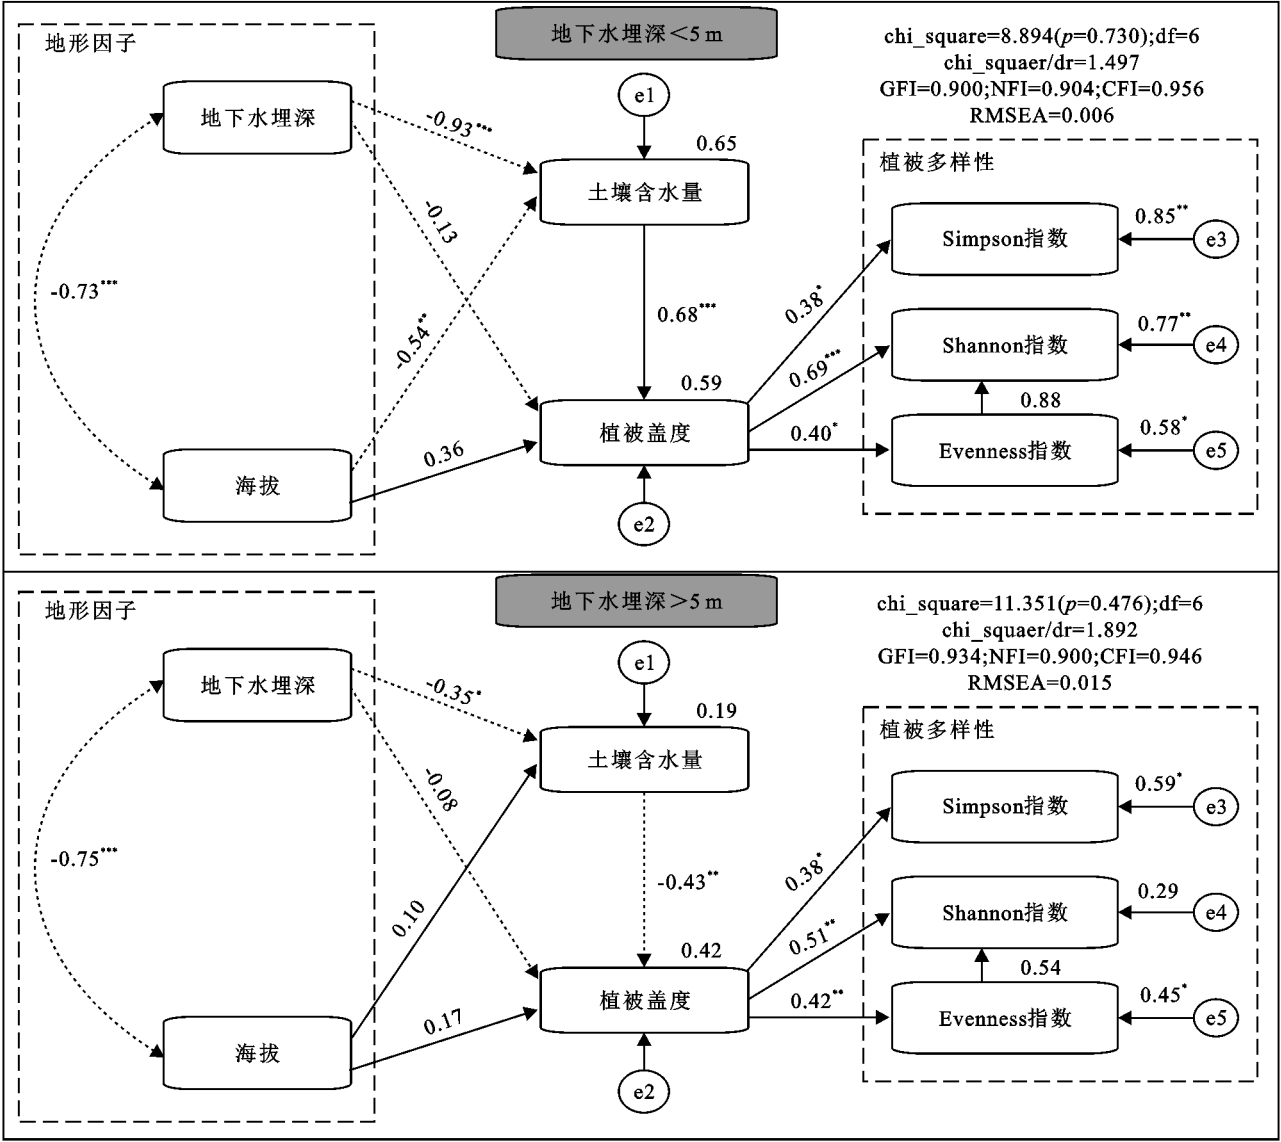 地下水埋深＜5 m
chi_square=8.894(p=0.730);df=6
chi_squaer/dr=1.497
GFI=0.900;NFI=0.904;CFI=0.956
RMSEA=0.006
地形因子
地下水埋深
-0.73***
海拔
-0.93***
-0.13
-0.54**
0.36
e1
0.65
土壤含水量
0.68***
0.59
植被盖度
e2
0.38*
0.69***
0.40*
植被多样性
Simpson指数
0.85**
e3
Shannon指数
0.77**
e4
0.88
Evenness指数
0.58*
e5
地下水埋深＞5 m
chi_square=11.351(p=0.476);df=6
chi_squaer/dr=1.892
GFI=0.934;NFI=0.900;CFI=0.946
RMSEA=0.015
地形因子
地下水埋深
-0.75***
海拔
-0.35*
-0.08
0.10
0.17
e1
0.19
土壤含水量
-0.43**
0.42
植被盖度
e2
0.38*
0.51**
0.42**
植被多样性
Simpson指数
0.59*
e3
Shannon指数
0.29
e4
0.54
Evenness指数
0.45*
e5